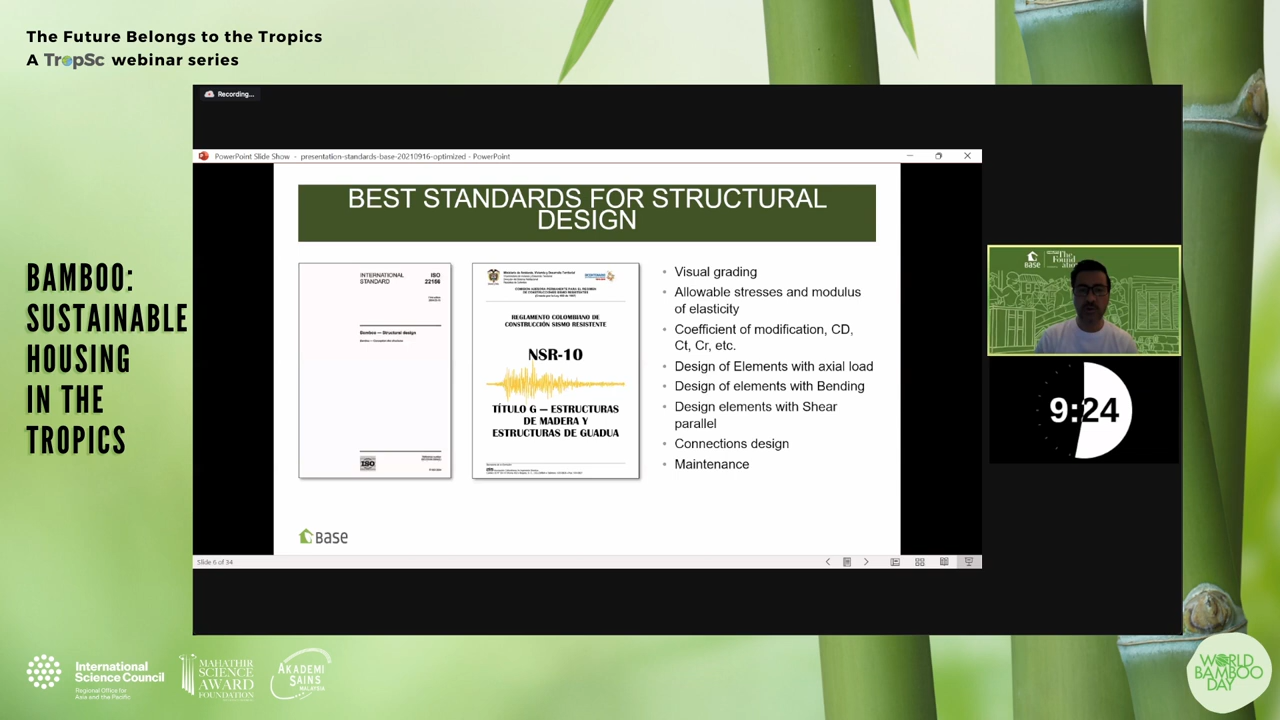 The Future Belongs to the Tropics
A TropSc webinar series
BAMBOO:
SUSTAINABLE
HOUSING
IN THE
TROPICS
Recording...
PowerPoint Slide Show - presentation-standards-base-20210916-optimized - PowerPoint
BEST STANDARDS FOR STRUCTURAL
DESIGN
INTERNATIONAL
STANDARD
ISO
22156
Bamboo — Structural design
ISO
REGLAMENTO COLOMBIANO DE
CONSTRUCCIÓN SISMO RESISTENTE
NSR-10
TÍTULO G — ESTRUCTURAS
DE MADERA Y
ESTRUCTURAS DE GUADUA
• Visual grading
• Allowable stresses and modulus
of elasticity
• Coefficient of modification, CD,
Ct, Cr, etc.
• Design of Elements with axial load
• Design of elements with Bending
• Design elements with Shear
parallel
• Connections design
• Maintenance
BASE
Slide 6 of 34
BASE
The
Found
ation
9:24
International
Science Council
Regional Office for
Asia and the Pacific
MAHATHIR
SCIENCE
AWARD
FOUNDATION
AKADEMI
SAINS
MALAYSIA
WORLD
BAMBOO
DAY